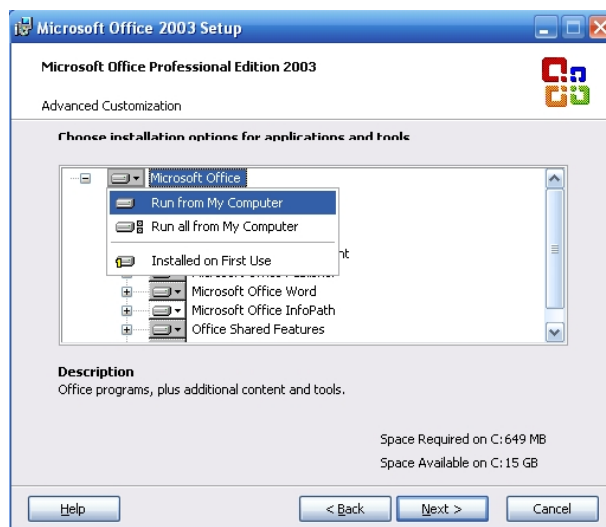 Microsoft Office 2003 Setup
Microsoft Office Professional Edition 2003
Advanced Customization
Choose installation options for applications and tools
Microsoft Office
Run from My Computer
Run all from My Computer
Installed on First Use
Microsoft Office Publisher
Microsoft Office Word
Microsoft Office InfoPath
Office Shared Features
Description
Office programs, plus additional content and tools.
Space Required on C: 649 MB
Space Available on C: 15 GB
Help
< Back
Next >
Cancel